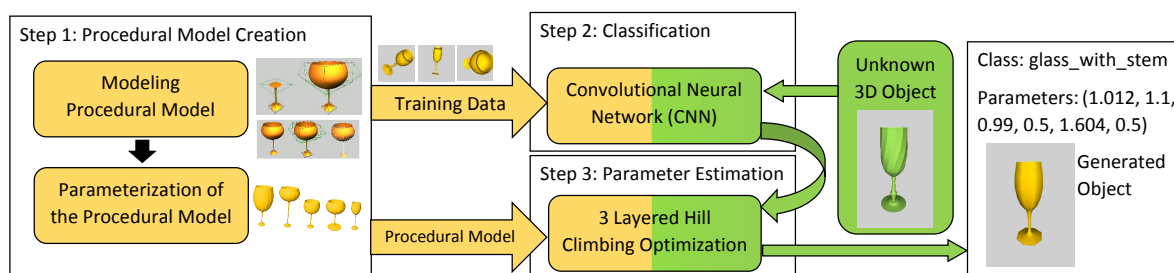 Step 1: Procedural Model Creation
Modeling
Procedural Model
Parameterization of
the Procedural Model
Training Data
Procedural Model
Step 2: Classification
Convolutional Neural
Network (CNN)
Step 3: Parameter Estimation
3 Layered Hill
Climbing Optimization
Unknown
3D Object
Class: glass_with_stem
Parameters: (1.012, 1.1,
0.99, 0.5, 1.604, 0.5)
Generated
Object